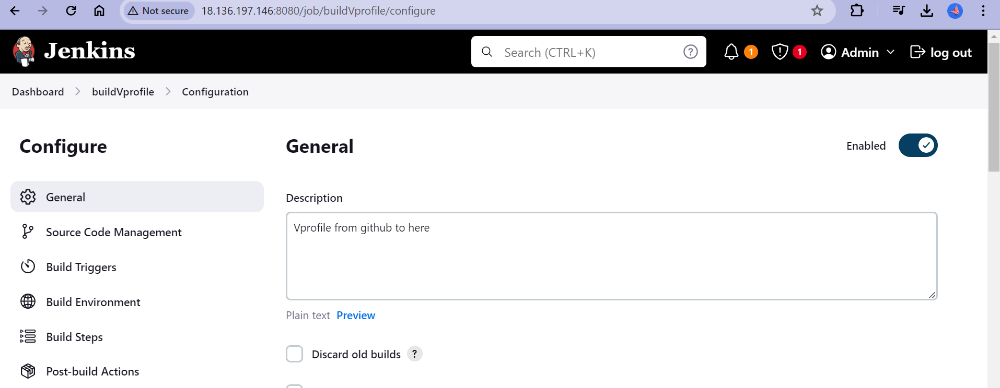 Not secure 18.136.197.146:8080/job/buildVprofile/configure
Jenkins Search (CTRL+K) ? 1 1 Admin log out
Dashboard buildVprofile Configuration
Configure
General
Source Code Management
Build Triggers
Build Environment
Build Steps
Post-build Actions
General Enabled
Description
Vprofile from github to here
Plain text Preview
Discard old builds ?